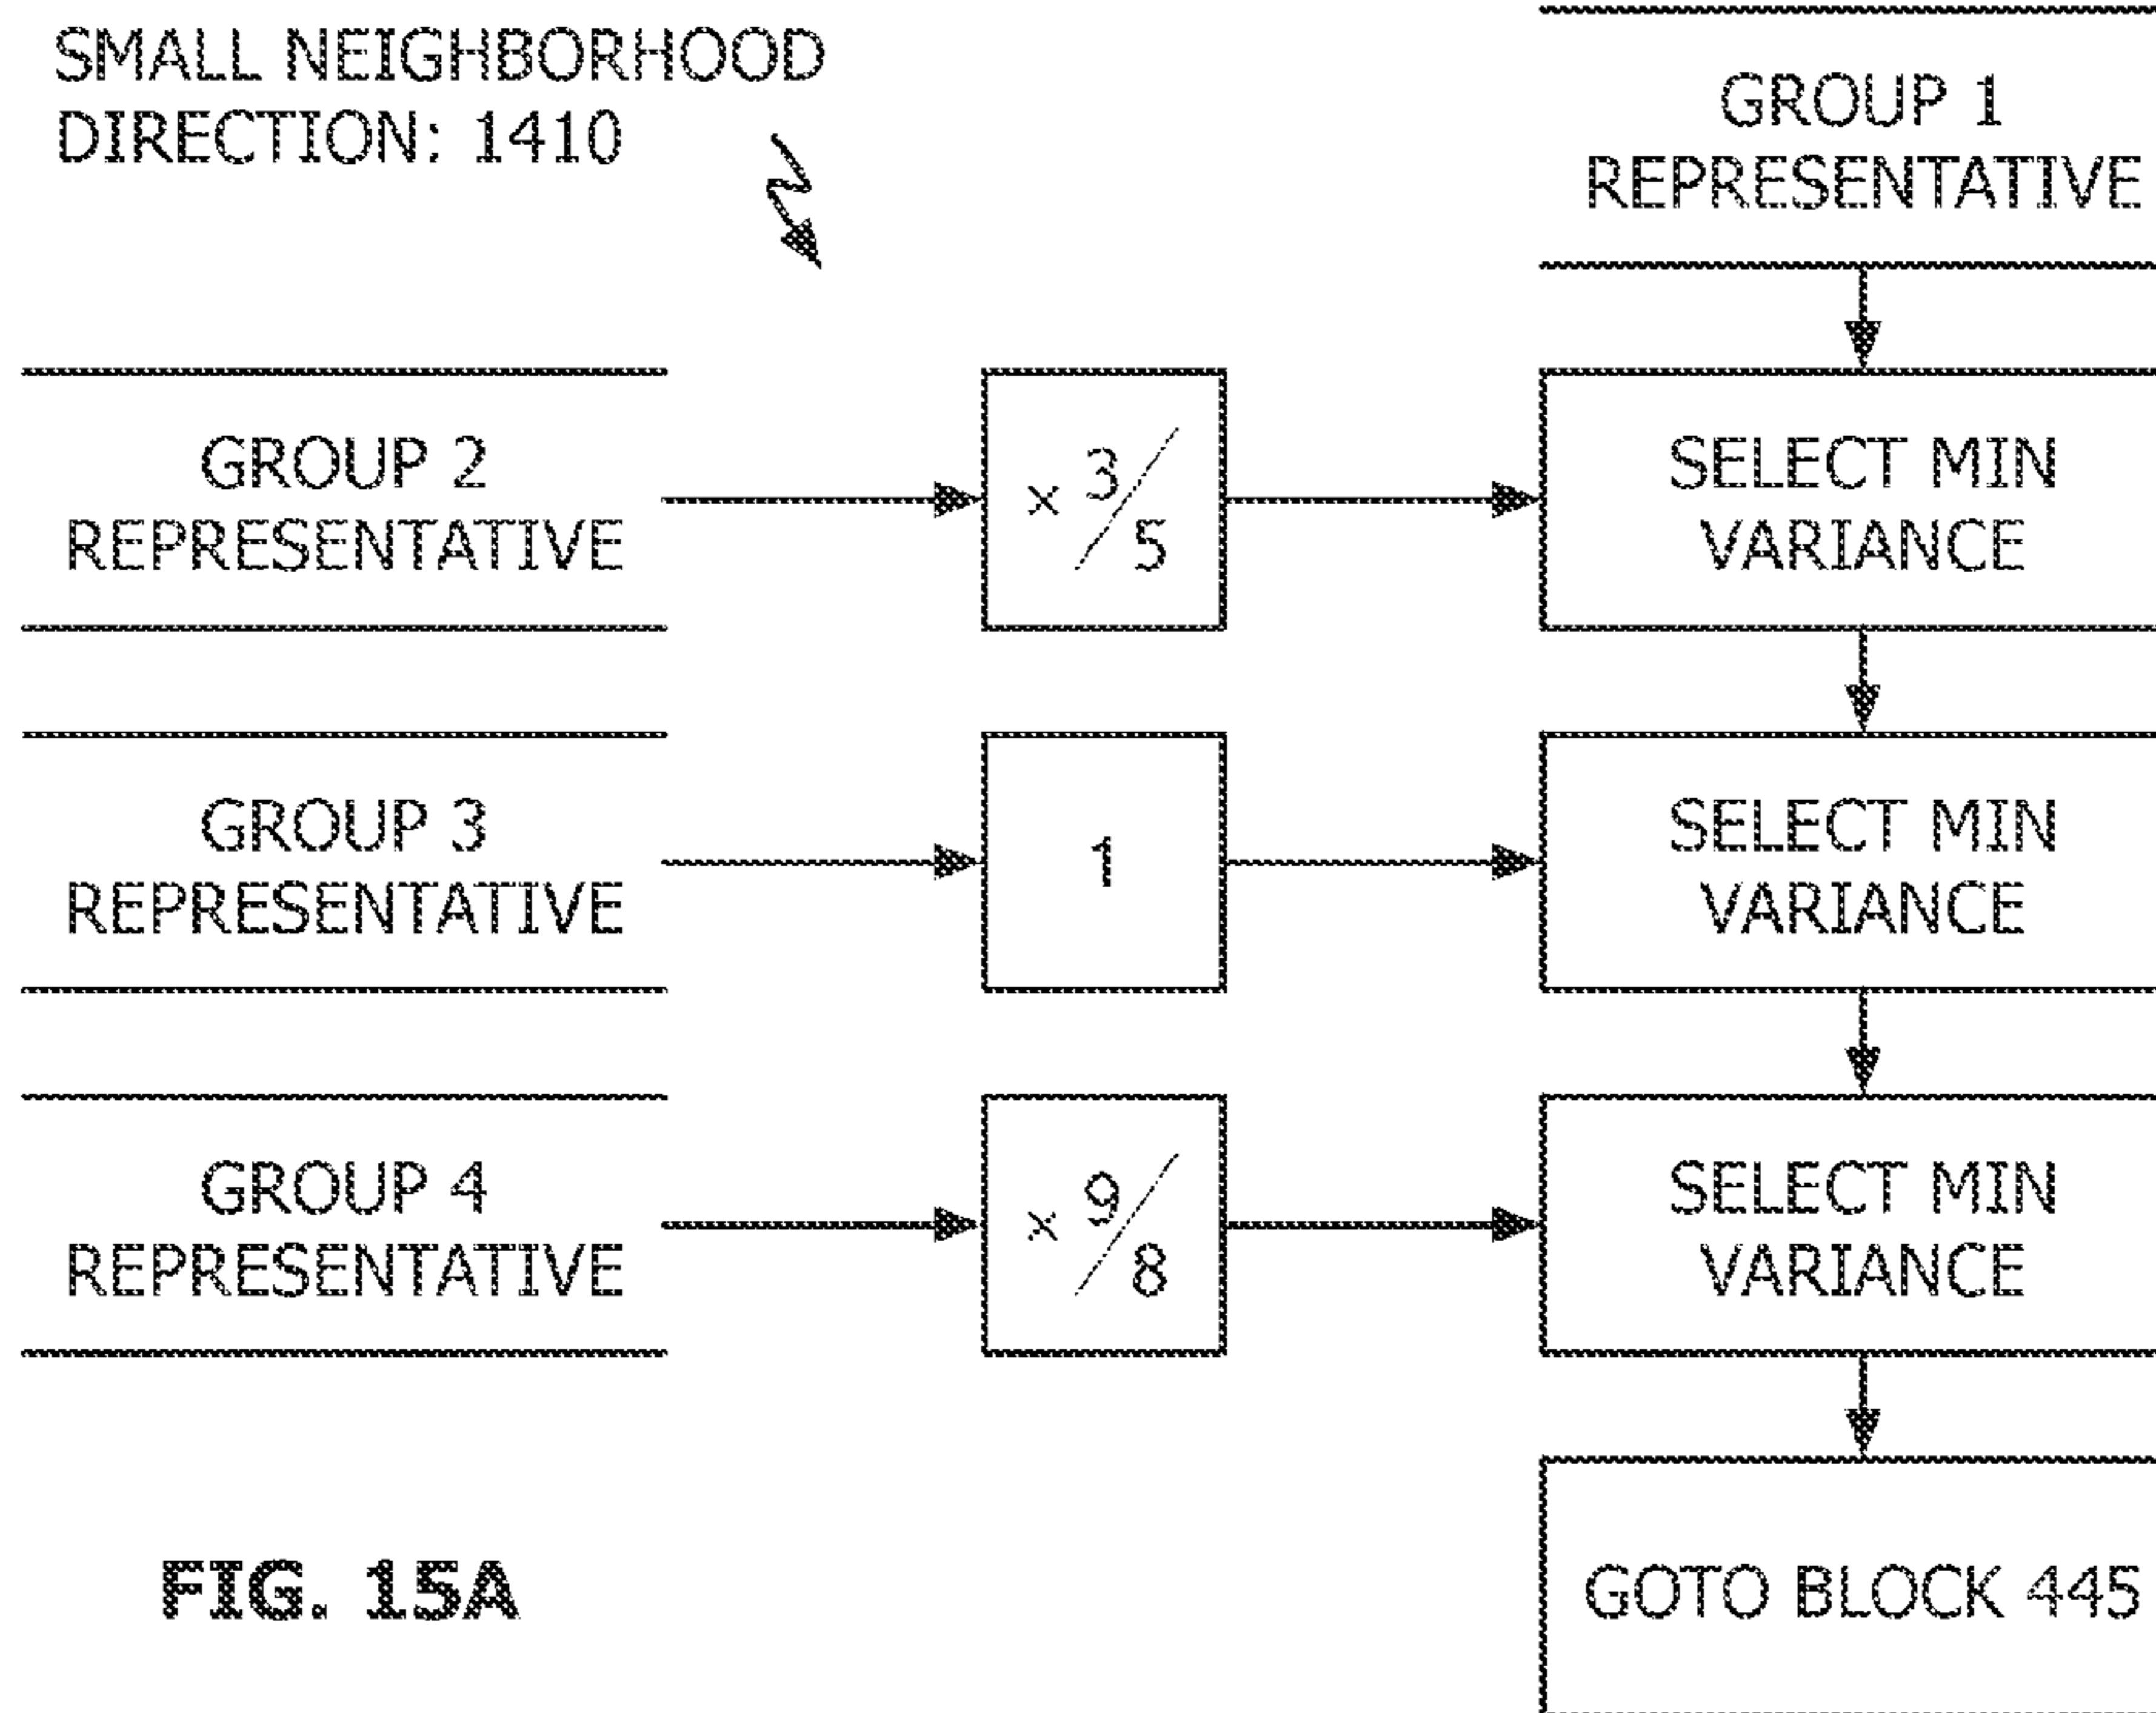 SMALL NEIGHBORHOOD
DIRECTION: 1410
GROUP 1
REPRESENTATIVE
GROUP 2
REPRESENTATIVE
× 3/5
SELECT MIN
VARIANCE
GROUP 3
REPRESENTATIVE
1
SELECT MIN
VARIANCE
GROUP 4
REPRESENTATIVE
× 9/8
SELECT MIN
VARIANCE
FIG. 15A
GOTO BLOCK 445